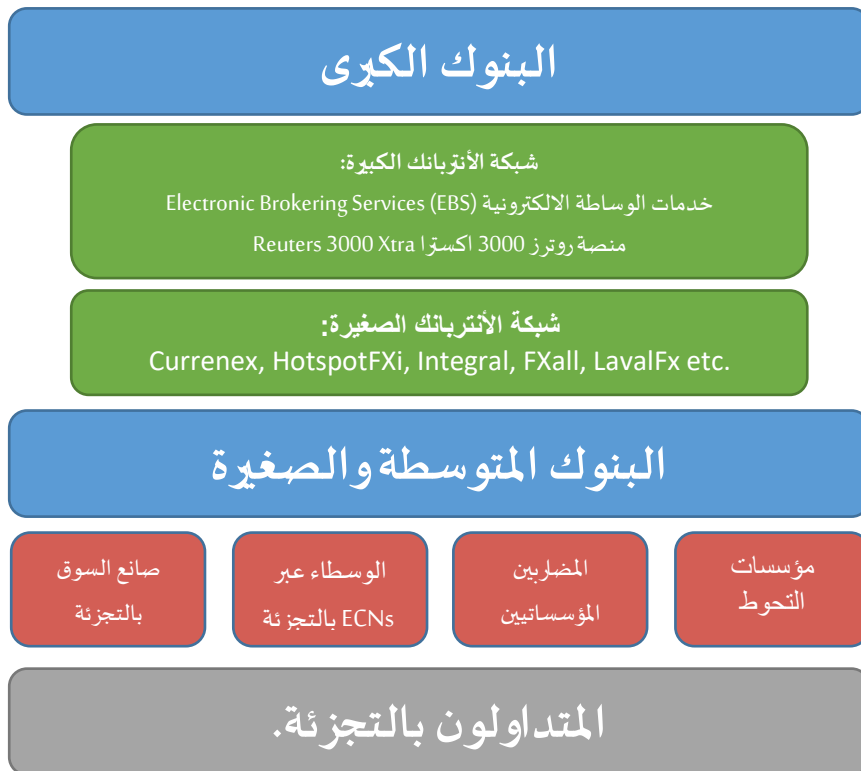 البنوك الكبرى
شبكة الأنتربانك الكبيرة:
خدمات الوساطة الالكترونية Electronic Brokering Services (EBS)
منصة روترز 3000 اكسترا Reuters 3000 Xtra
شبكة الأنتربانك الصغيرة:
Currenex, HotspotFXi, Integral, FXall, LavalFx etc.
البنوك المتوسطة والصغيرة
مؤسسات
التحوط
المضاربين
المؤسساتيين
الوسطاء عبر
ECNs بالتجزئة
صانع السوق
بالتجزئة
المتداولون بالتجزئة.